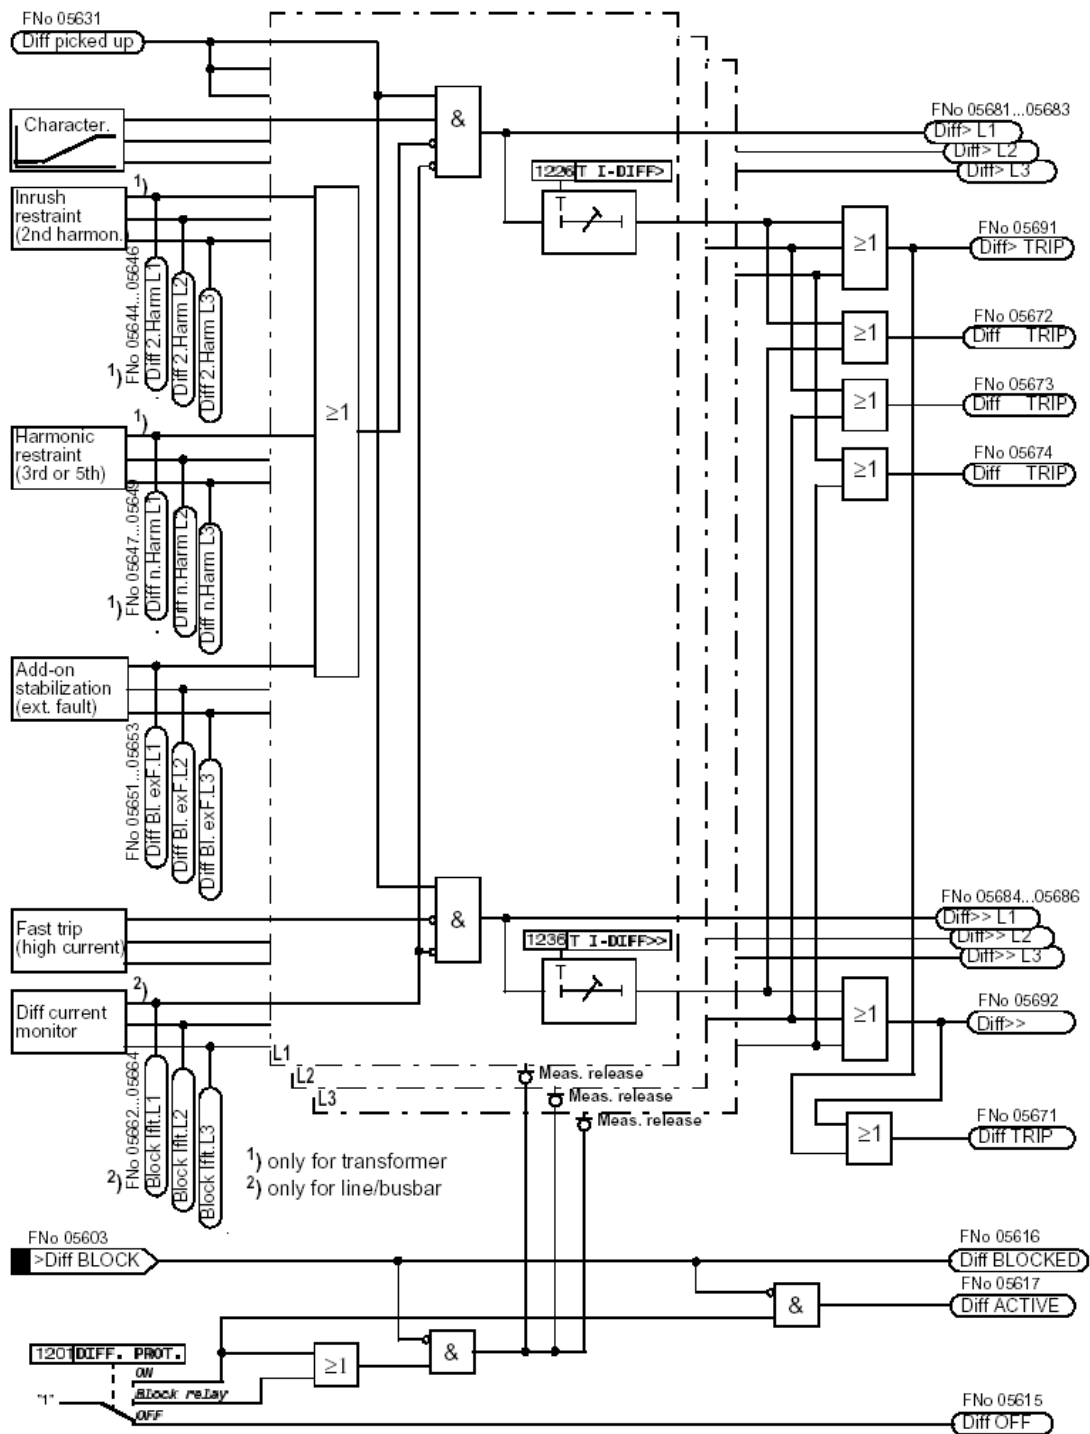 FNo 05631
Diff picked up
Character.
1)
Inrush
restraint
(2nd harmon.)
1) FNo 05644...05646
Diff 2.Harm L1
Diff 2.Harm L2
Diff 2.Harm L3
1)
Harmonic
restraint
(3rd or 5th)
1) FNo 05647...05649
Diff n.Harm L1
Diff n.Harm L2
Diff n.Harm L3
Add-on
stabilization
(ext. fault)
FNo 05651...05653
Diff Bl. exF.L1
Diff Bl. exF.L2
Diff Bl. exF.L3
Fast trip
(high current)
2)
Diff current
monitor
2) FNo 05662...05664
Block Iflt.L1
Block Iflt.L2
Block Iflt.L3
≥1
&
1226 T I-DIFF>
T
&
1236 T I-DIFF>>
T
L1
L2
L3
Meas. release
Meas. release
Meas. release
FNo 05681...05683
Diff> L1
Diff> L2
Diff> L3
≥1
FNo 05691
Diff> TRIP
≥1
FNo 05672
Diff TRIP
≥1
FNo 05673
Diff TRIP
≥1
FNo 05674
Diff TRIP
FNo 05684...05686
Diff>> L1
Diff>> L2
Diff>> L3
≥1
FNo 05692
Diff>>
≥1
FNo 05671
Diff TRIP
1) only for transformer
2) only for line/busbar
FNo 05603
>Diff BLOCK
FNo 05616
Diff BLOCKED
&
FNo 05617
Diff ACTIVE
1201 DIFF. PROT.
ON
Block relay
OFF
"1"
≥1
&
FNo 05615
Diff OFF